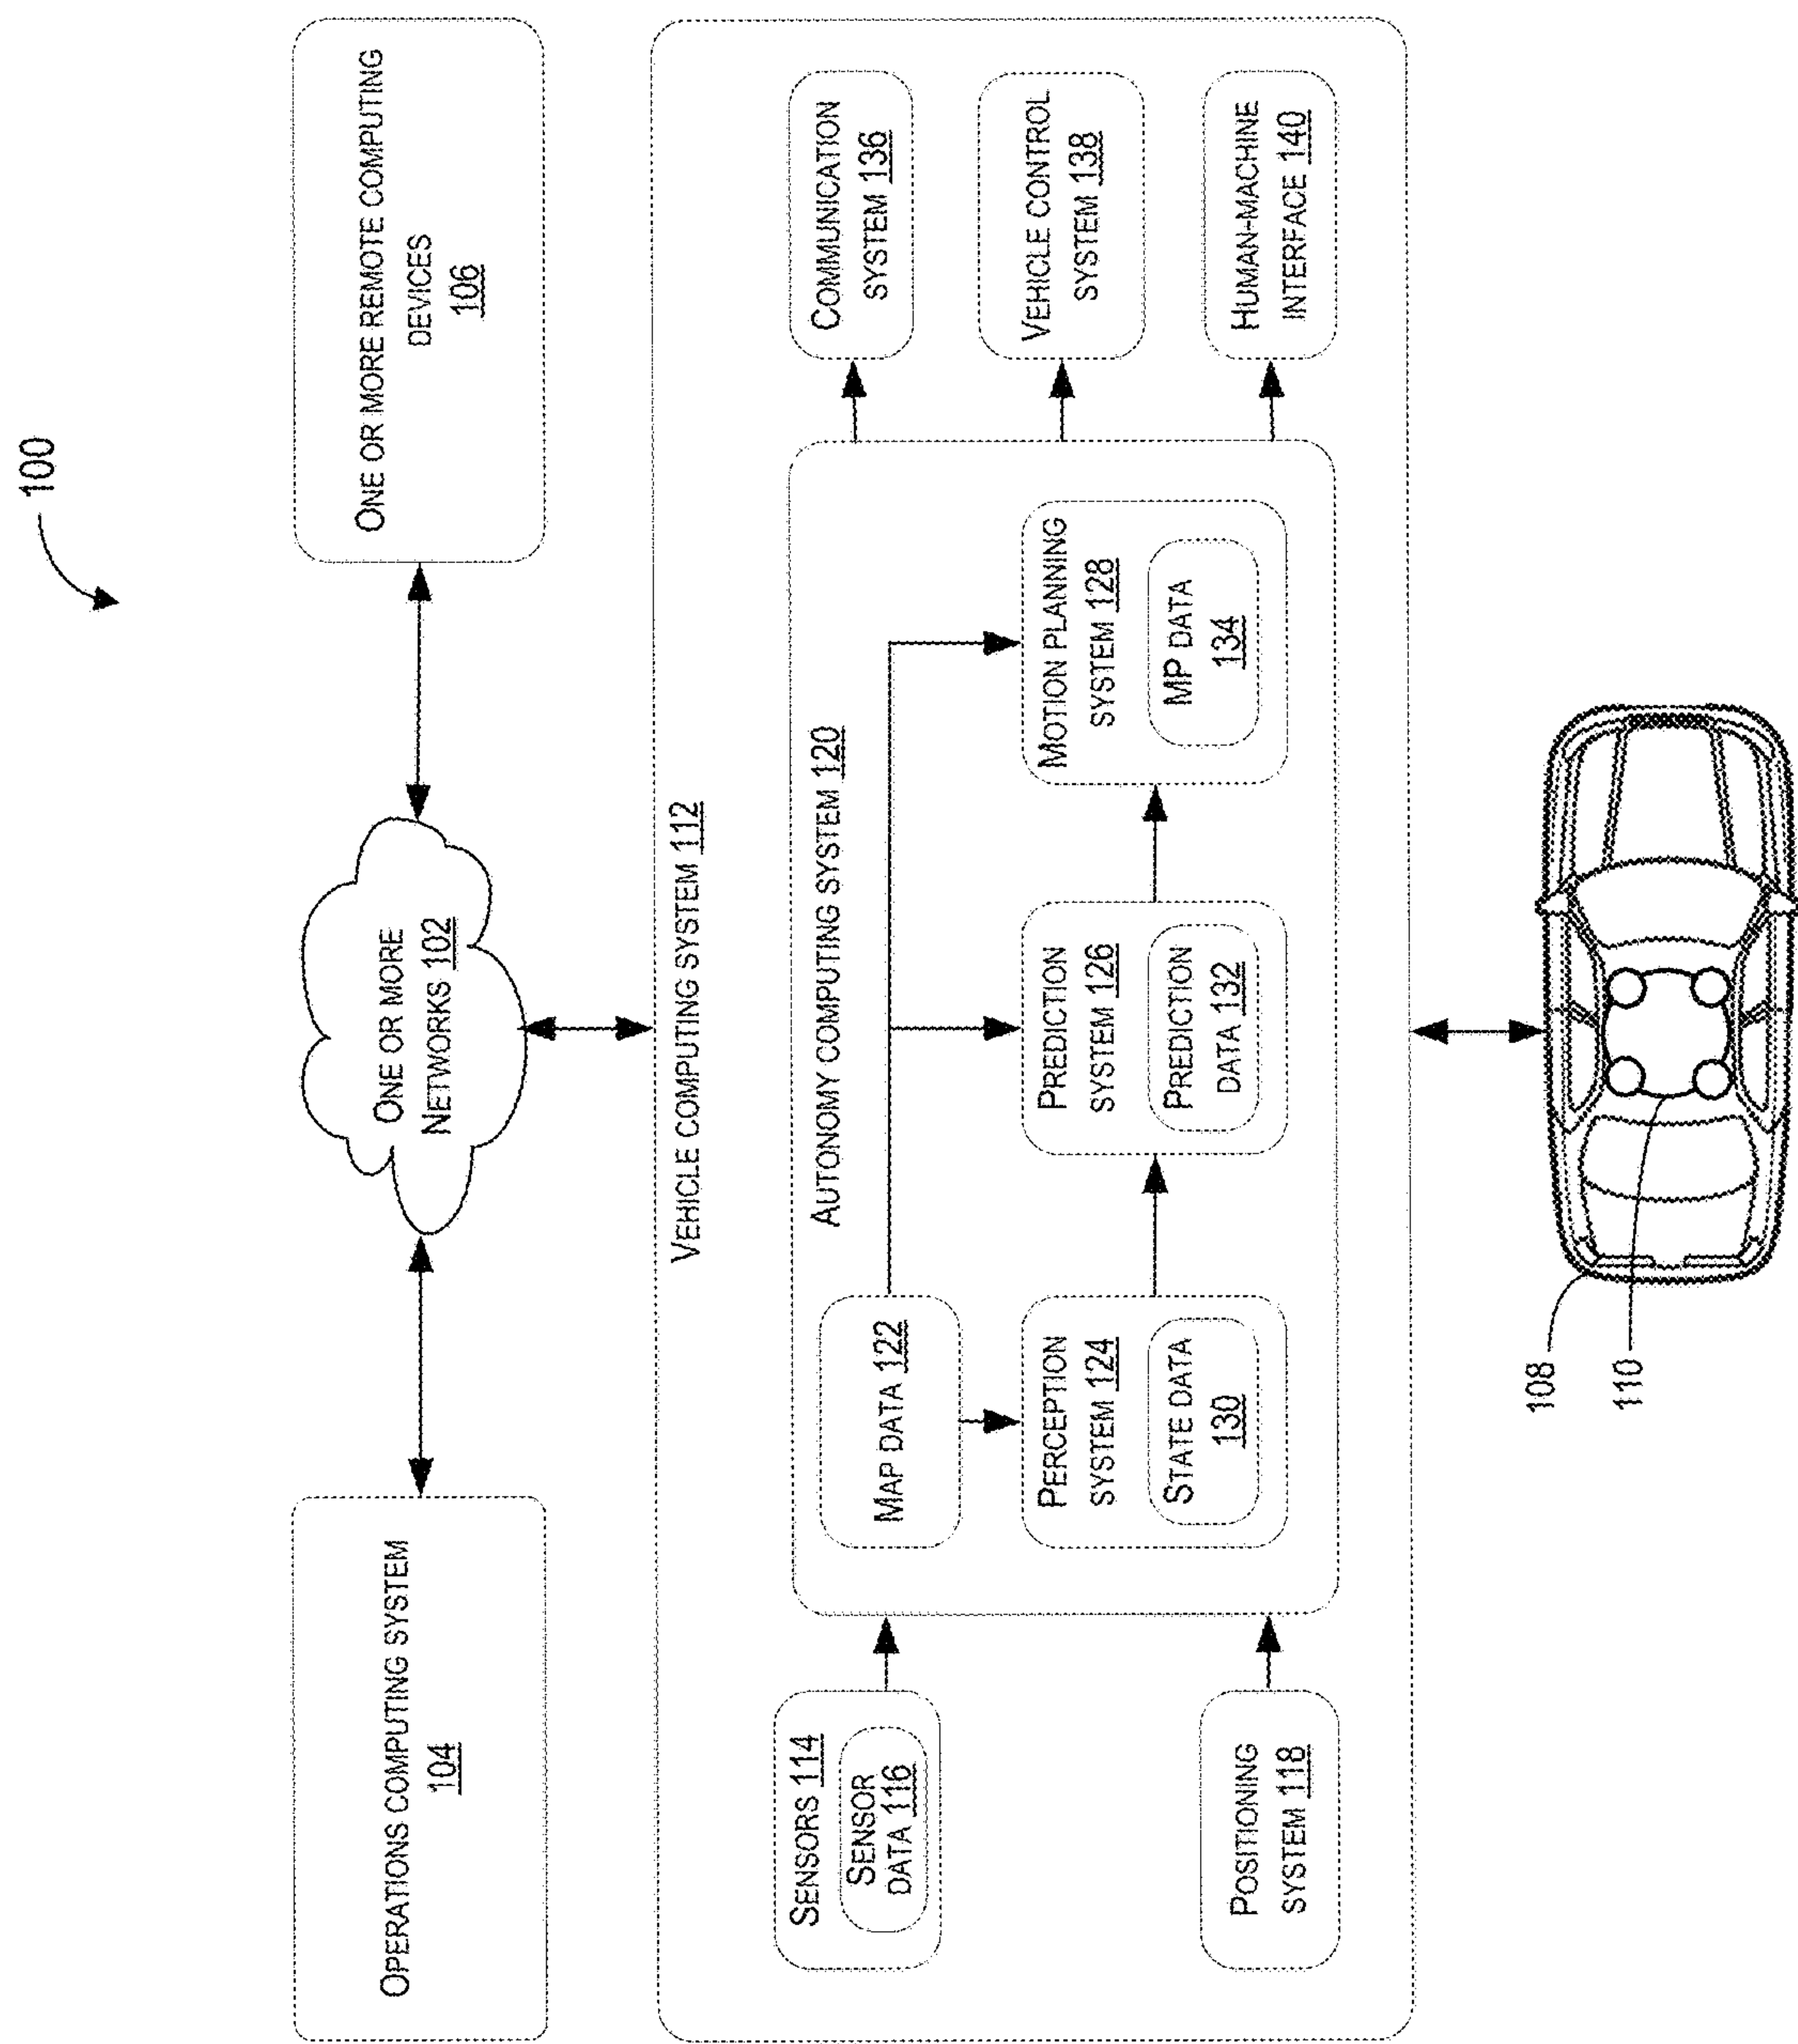 100
OPERATIONS COMPUTING SYSTEM
104
ONE OR MORE
NETWORKS 102
ONE OR MORE REMOTE COMPUTING
DEVICES
106
VEHICLE COMPUTING SYSTEM 112
SENSORS 114
SENSOR
DATA 116
POSITIONING
SYSTEM 118
AUTONOMY COMPUTING SYSTEM 120
MAP DATA 122
PERCEPTION
SYSTEM 124
STATE DATA
130
PREDICTION
SYSTEM 126
PREDICTION
DATA 132
MOTION PLANNING
SYSTEM 128
MP DATA
134
COMMUNICATION
SYSTEM 136
VEHICLE CONTROL
SYSTEM 138
HUMAN-MACHINE
INTERFACE 140
108
110